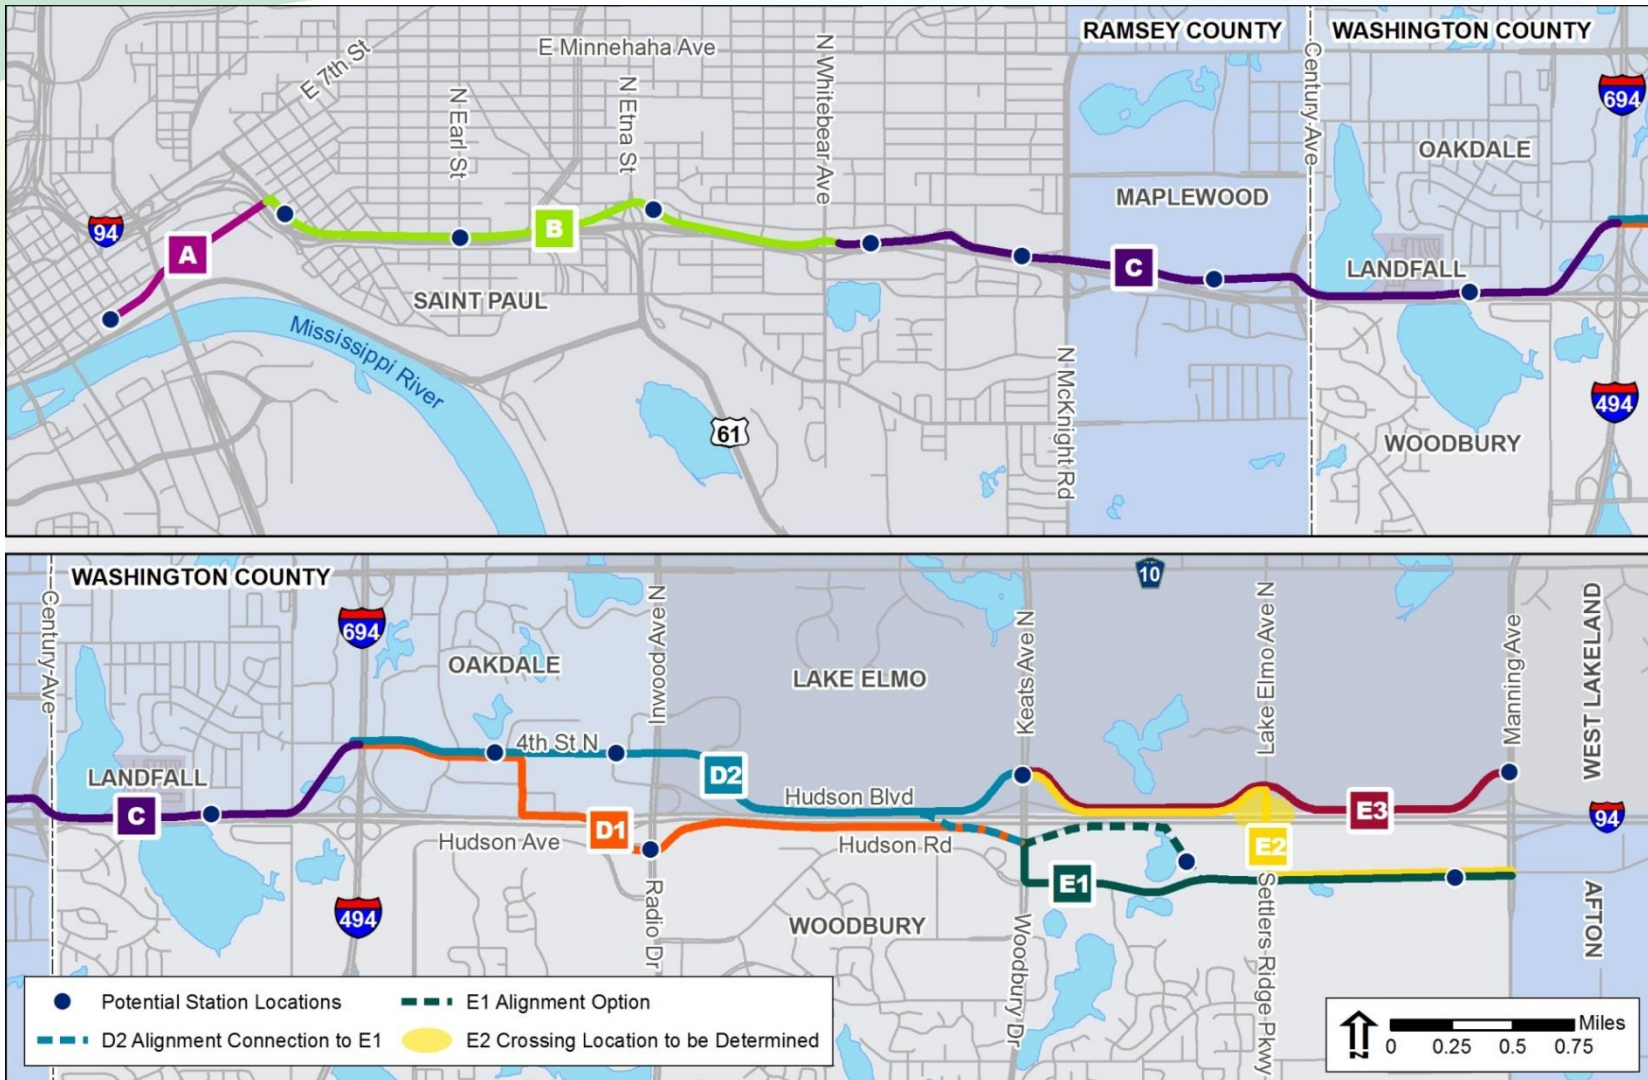 RAMSEY COUNTY
WASHINGTON COUNTY
E 7th St
E Minnehaha Ave
N Earl St
N Etna St
N Whitebear Ave
Century Ave
694
OAKDALE
MAPLEWOOD
94
A
B
C
LANDFALL
SAINT PAUL
Mississippi River
N McKnight Rd
61
494
WOODBURY
WASHINGTON COUNTY
Century Ave
694
OAKDALE
Inwood Ave N
LAKE ELMO
Keats Ave N
10
Lake Elmo Ave N
Manning Ave
WEST LAKELAND
4th St N
LANDFALL
D2
Hudson Blvd
C
Hudson Ave
D1
Hudson Rd
E3
94
E2
E1
494
Radio Dr
WOODBURY
Woodbury Dr
Settlers Ridge Pkwy
AFTON
Potential Station Locations
E1 Alignment Option
D2 Alignment Connection to E1
E2 Crossing Location to be Determined
N
Miles
0 0.25 0.5 0.75